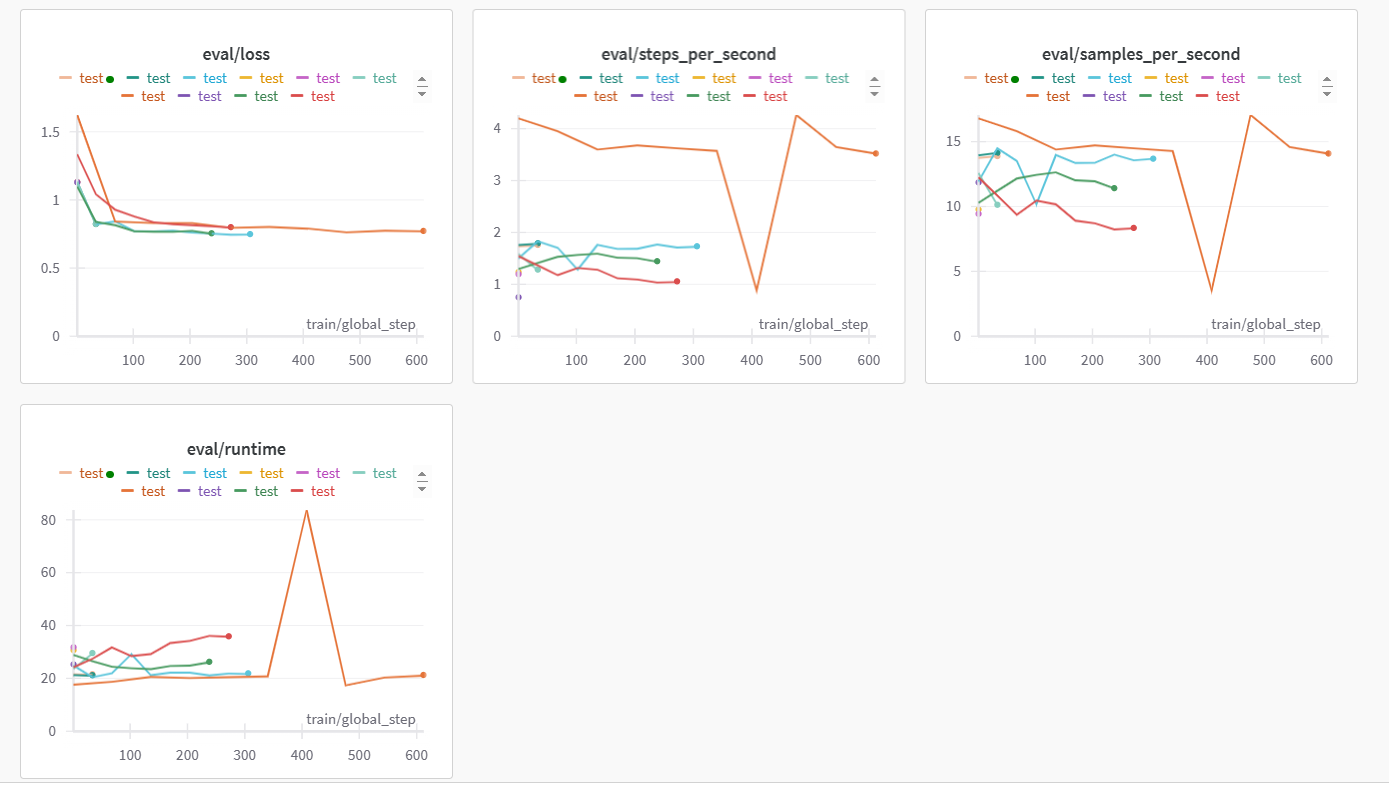 eval/loss
test test test test test test
test test test test
1.5
1
0.5
0
train/global_step
100 200 300 400 500 600
eval/steps_per_second
test test test test test test
test test test test
4
3
2
1
0
train/global_step
100 200 300 400 500 600
eval/samples_per_second
test test test test test test
test test test test
15
10
5
0
train/global_step
100 200 300 400 500 600
eval/runtime
test test test test test test
test test test test
80
60
40
20
0
train/global_step
100 200 300 400 500 600